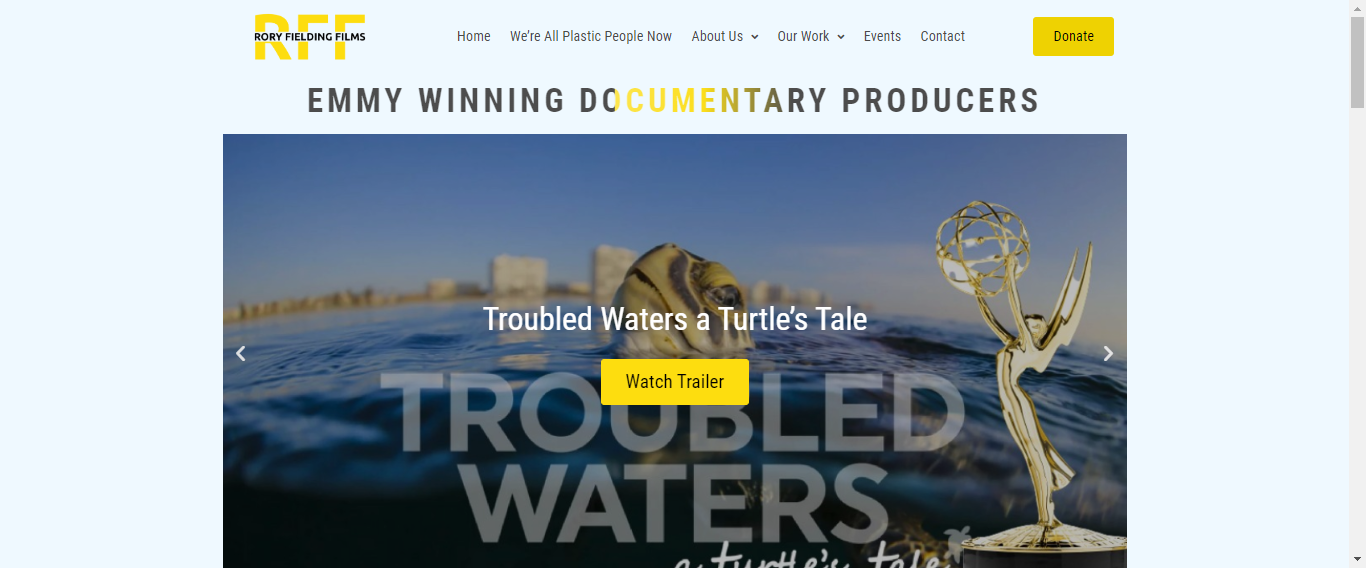 RFF
RORY FIELDING FILMS
Home We're All Plastic People Now About Us Our Work Events Contact Donate
EMMY WINNING DOCUMENTARY PRODUCERS
Troubled Waters a Turtle's Tale
Watch Trailer
TROUBLED
WATERS
a turtle's tale